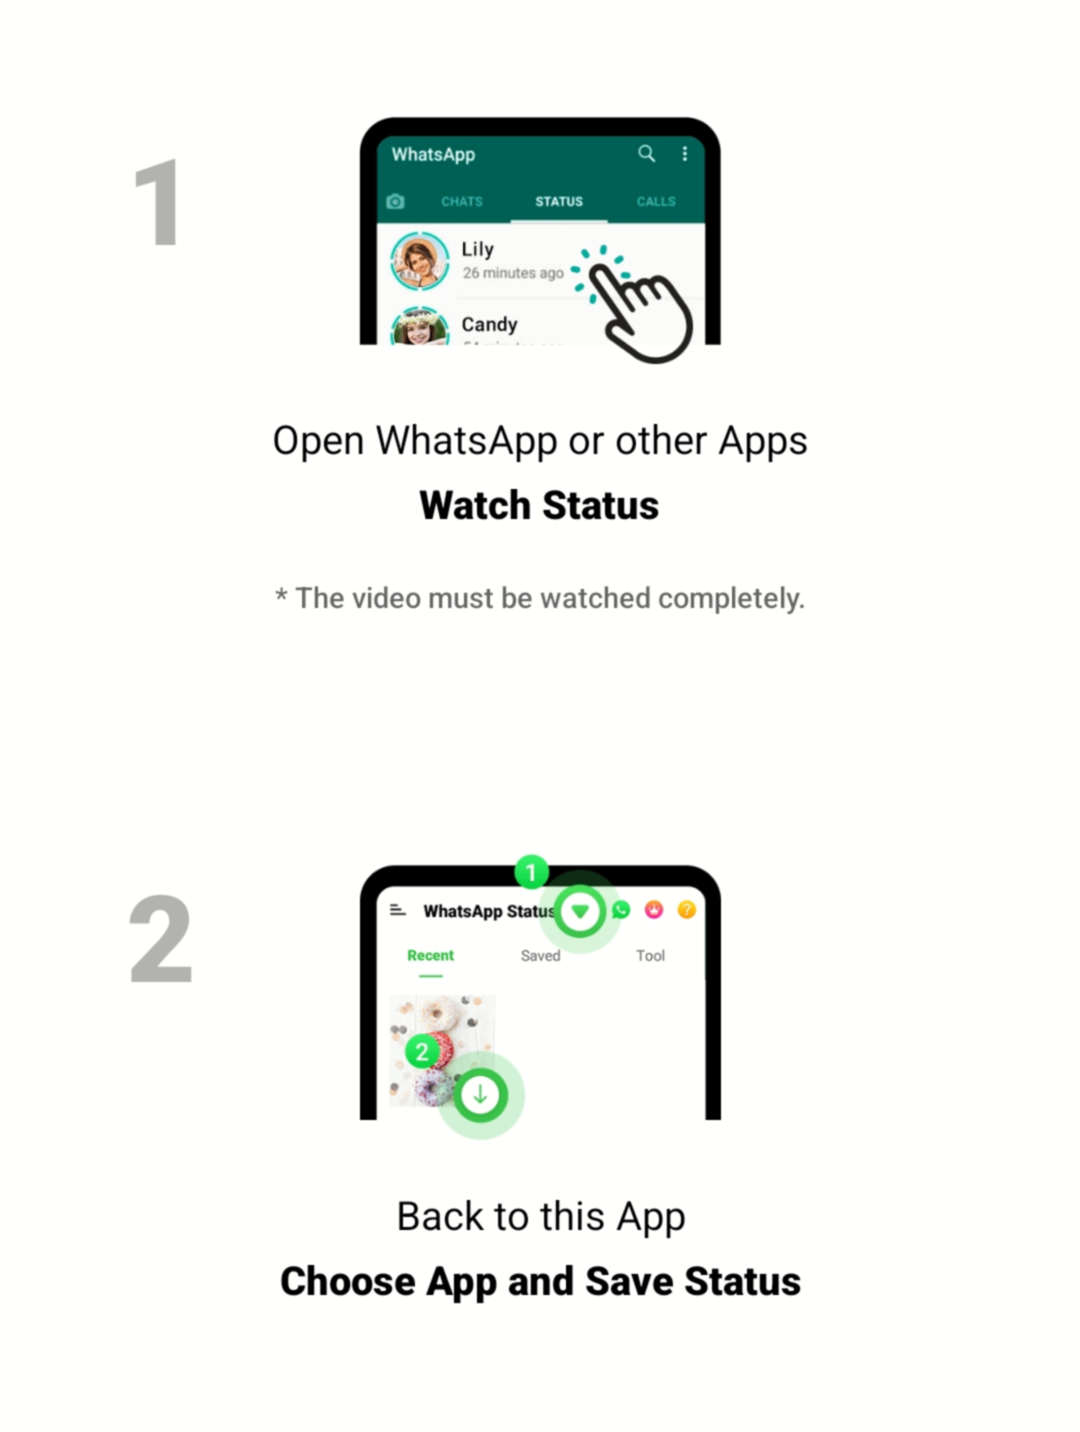 1
WhatsApp
CHATS STATUS CALLS
Lily
26 minutes ago
Candy
Open WhatsApp or other Apps
Watch Status
* The video must be watched completely.
2
1
WhatsApp Status
?
Recent Saved Tool
2
Back to this App
Choose App and Save Status